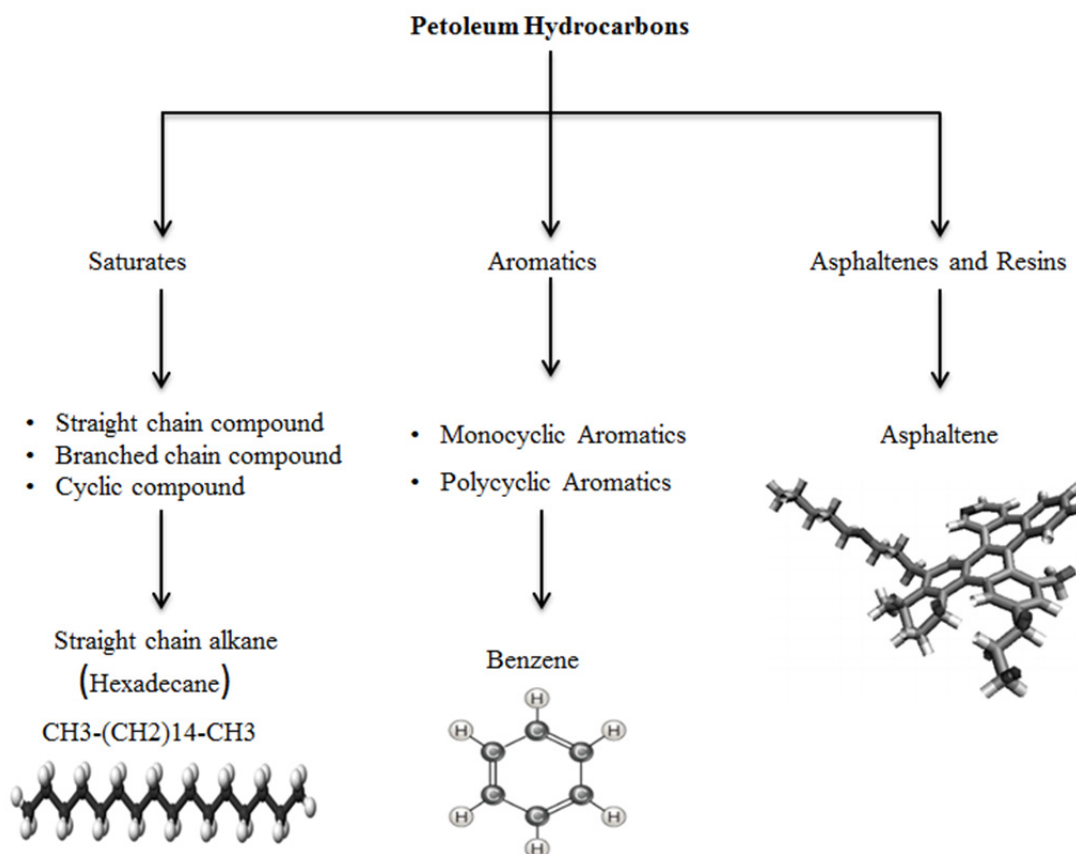 Petoleum Hydrocarbons
Saturates
Aromatics
Asphaltenes and Resins
• Straight chain compound
• Branched chain compound
• Cyclic compound
• Monocyclic Aromatics
• Polycyclic Aromatics
Asphaltene
Straight chain alkane
(Hexadecane)
CH3-(CH2)14-CH3
Benzene
H
H C H
C C
C C
H C H
H